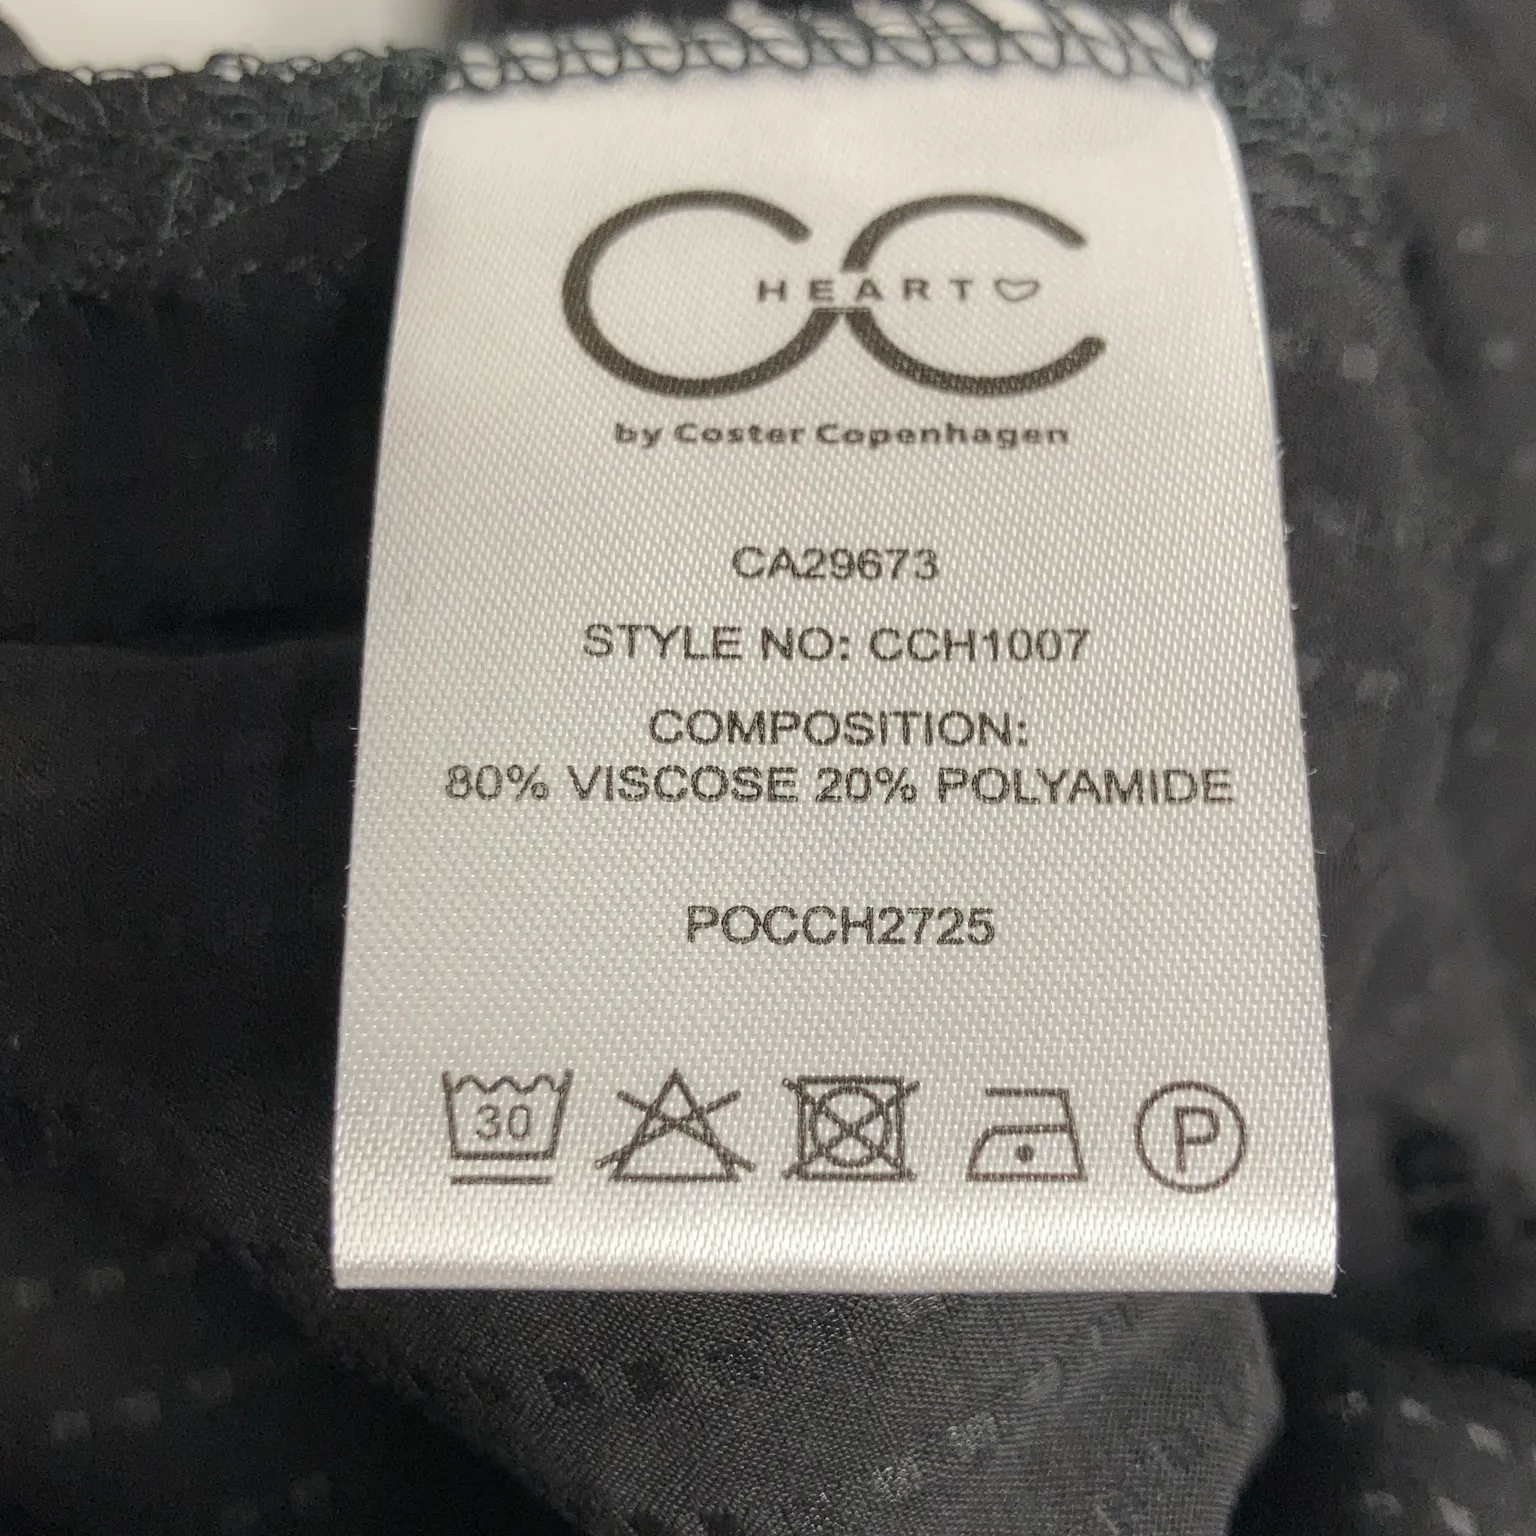 CC
HEART
by Coster Copenhagen
CA29673
STYLE NO: CCH1007
COMPOSITION:
80% VISCOSE 20% POLYAMIDE
POCCH2725
30
P